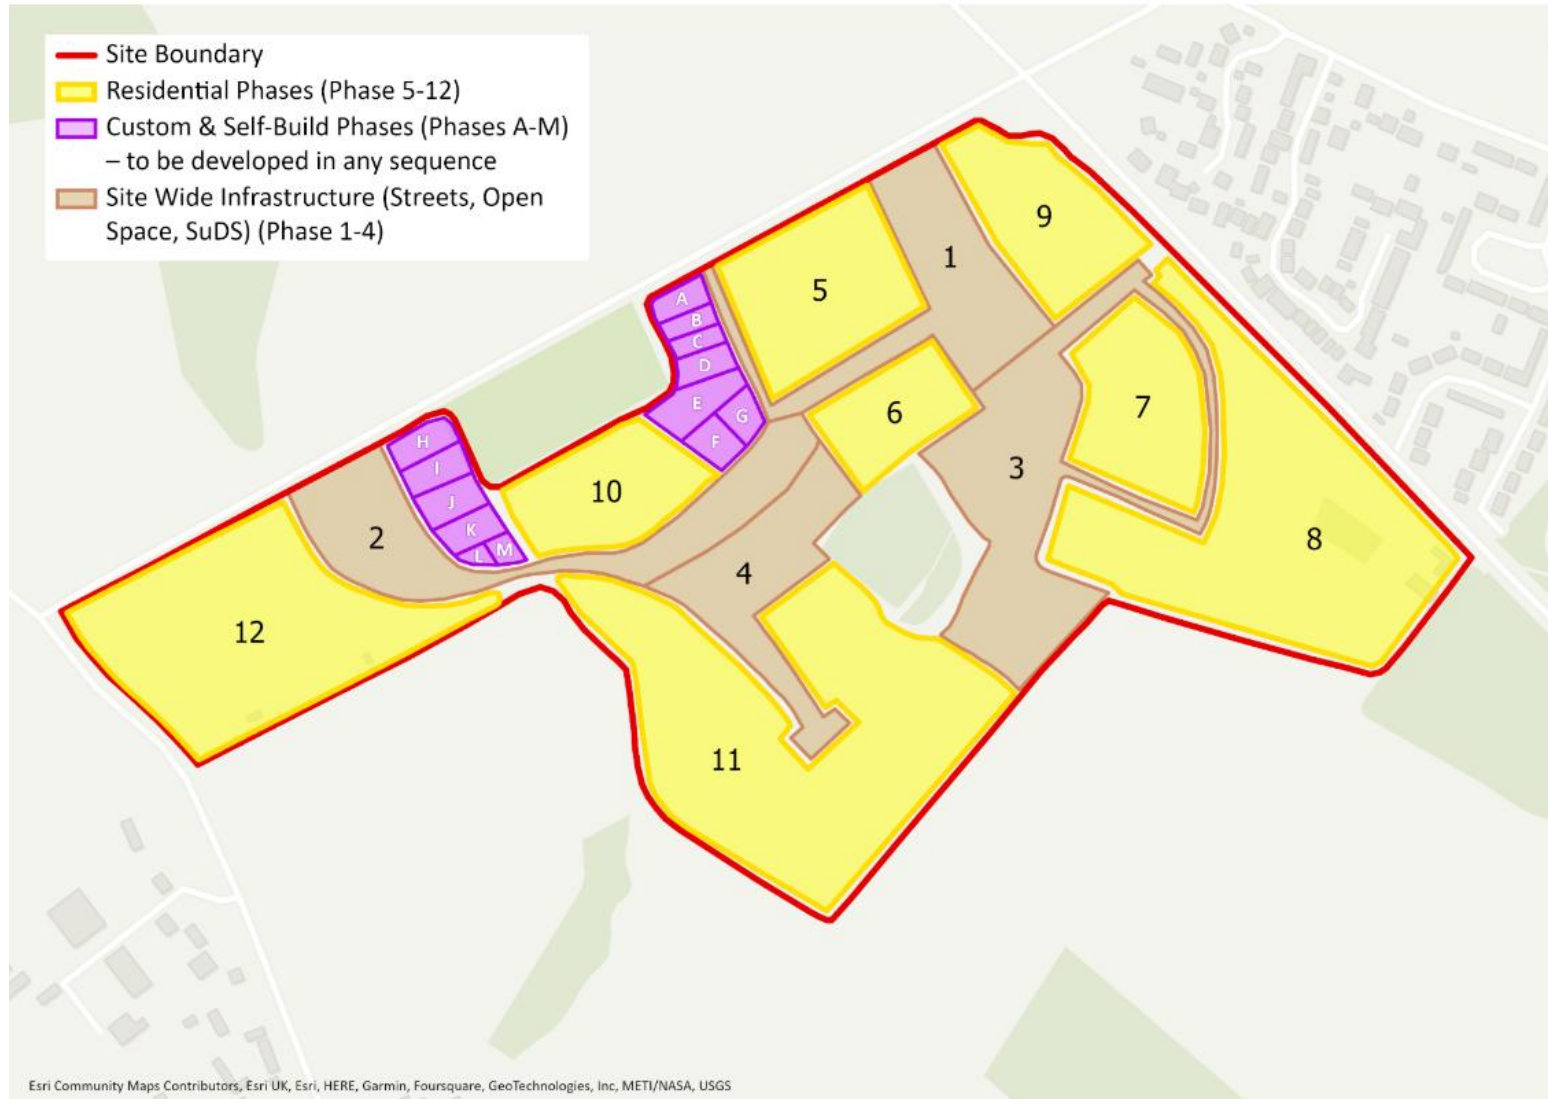 Site Boundary
Residential Phases (Phase 5-12)
Custom & Self-Build Phases (Phases A-M)
– to be developed in any sequence
Site Wide Infrastructure (Streets, Open
Space, SuDS) (Phase 1-4)
9
1
5
A
B
C
D
E
G
F
6
7
3
H
I
J
K
L
M
10
2
8
4
12
11
Esri Community Maps Contributors, Esri UK, Esri, HERE, Garmin, Foursquare, GeoTechnologies, Inc, METI/NASA, USGS